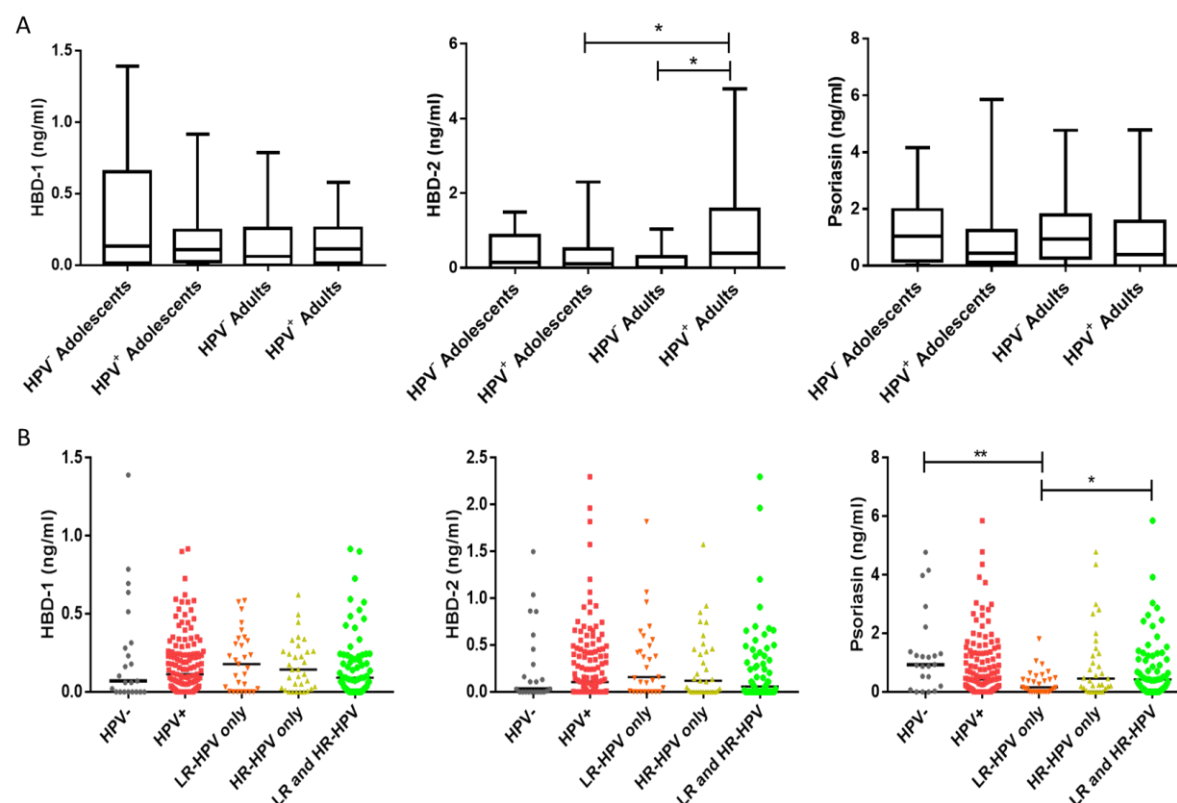 A
HBD-1 (ng/ml)
1.5
1.0
0.5
0.0
HPV⁻ Adolescents
HPV⁺ Adolescents
HPV⁻ Adults
HPV⁺ Adults
HBD-2 (ng/ml)
6
4
2
0
*
*
HPV⁻ Adolescents
HPV⁺ Adolescents
HPV⁻ Adults
HPV⁺ Adults
Psoriasin (ng/ml)
8
6
4
2
0
HPV⁻ Adolescents
HPV⁺ Adolescents
HPV⁻ Adults
HPV⁺ Adults
B
HBD-1 (ng/ml)
1.5
1.0
0.5
0.0
HPV-
HPV+
LR-HPV only
HR-HPV only
LR and HR-HPV
HBD-2 (ng/ml)
2.5
2.0
1.5
1.0
0.5
0.0
HPV-
HPV+
LR-HPV only
HR-HPV only
LR and HR-HPV
Psoriasin (ng/ml)
8
6
4
2
0
**
*
HPV-
HPV+
LR-HPV only
HR-HPV only
LR and HR-HPV